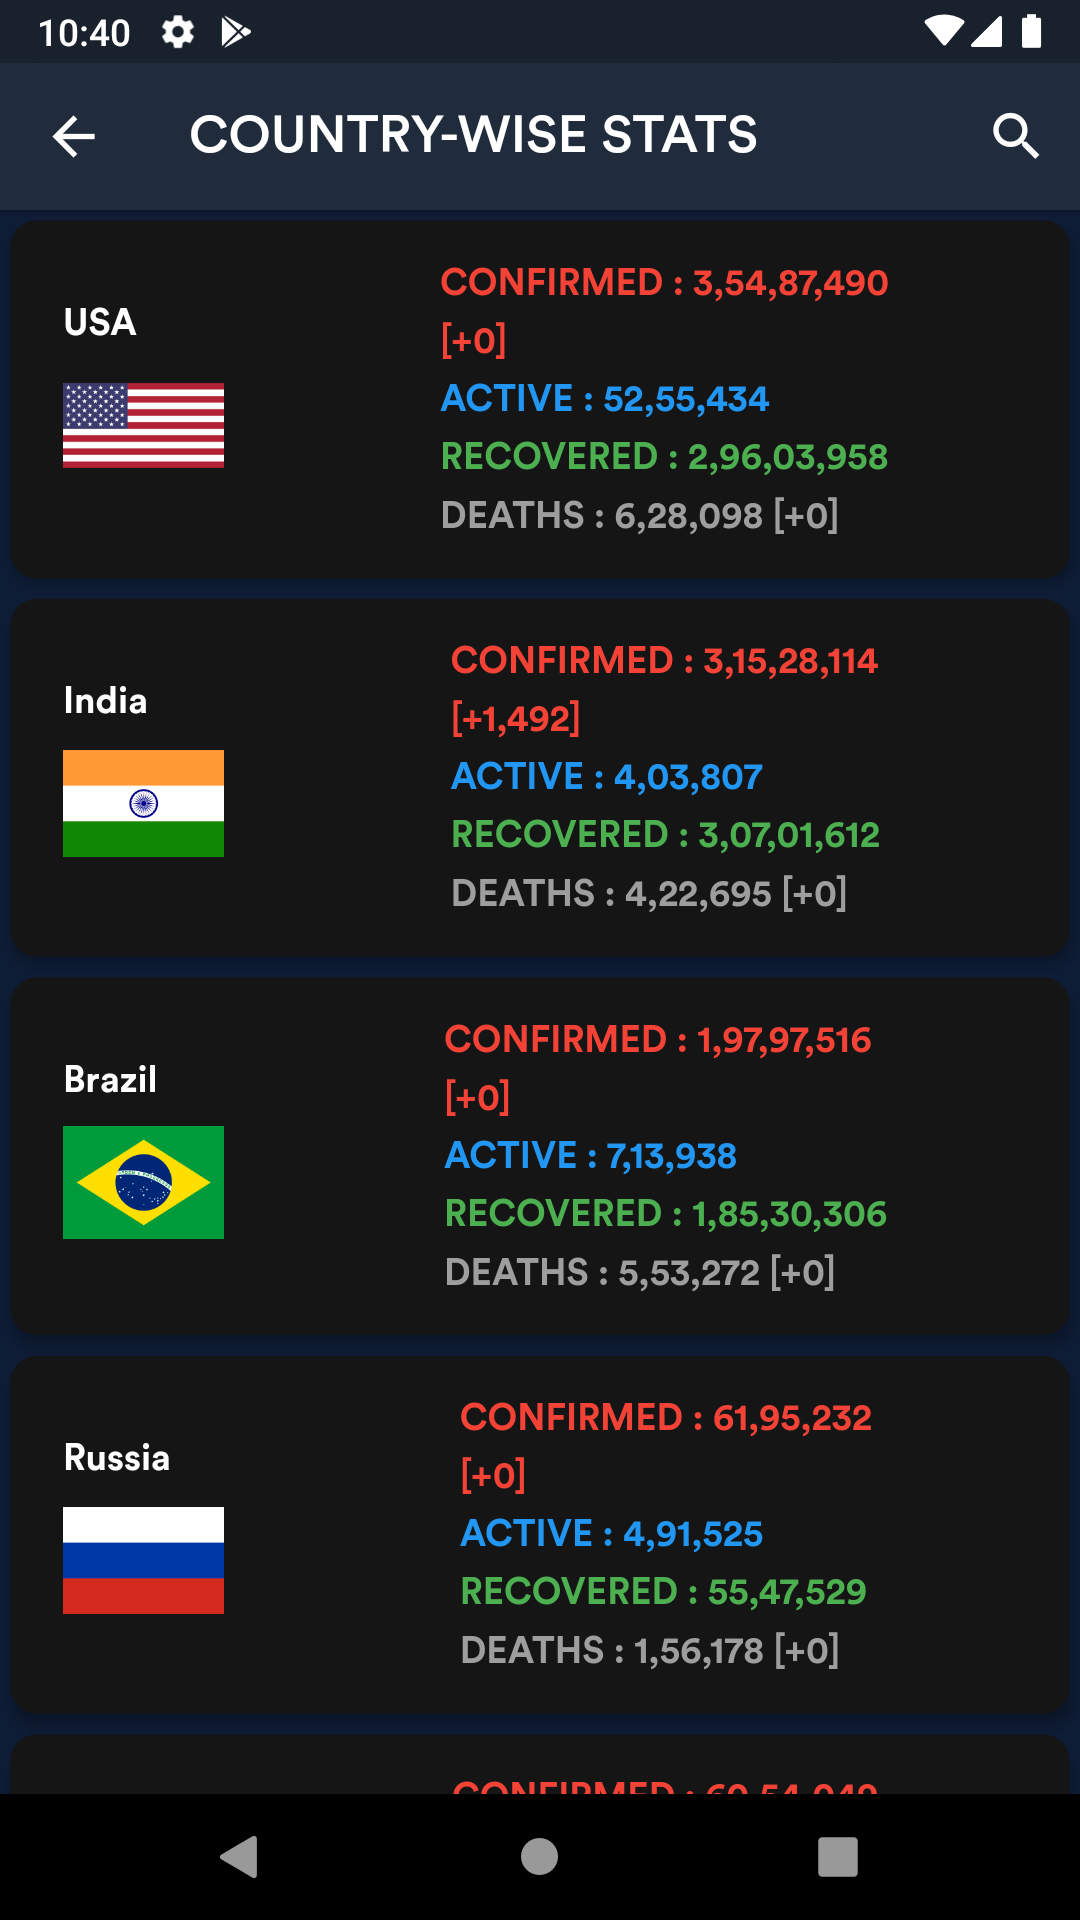 10:40
COUNTRY-WISE STATS
USA
CONFIRMED : 3,54,87,490
[+0]
ACTIVE : 52,55,434
RECOVERED : 2,96,03,958
DEATHS : 6,28,098 [+0]
India
CONFIRMED : 3,15,28,114
[+1,492]
ACTIVE : 4,03,807
RECOVERED : 3,07,01,612
DEATHS : 4,22,695 [+0]
Brazil
CONFIRMED : 1,97,97,516
[+0]
ACTIVE : 7,13,938
RECOVERED : 1,85,30,306
DEATHS : 5,53,272 [+0]
Russia
CONFIRMED : 61,95,232
[+0]
ACTIVE : 4,91,525
RECOVERED : 55,47,529
DEATHS : 1,56,178 [+0]
CONFIRMED :